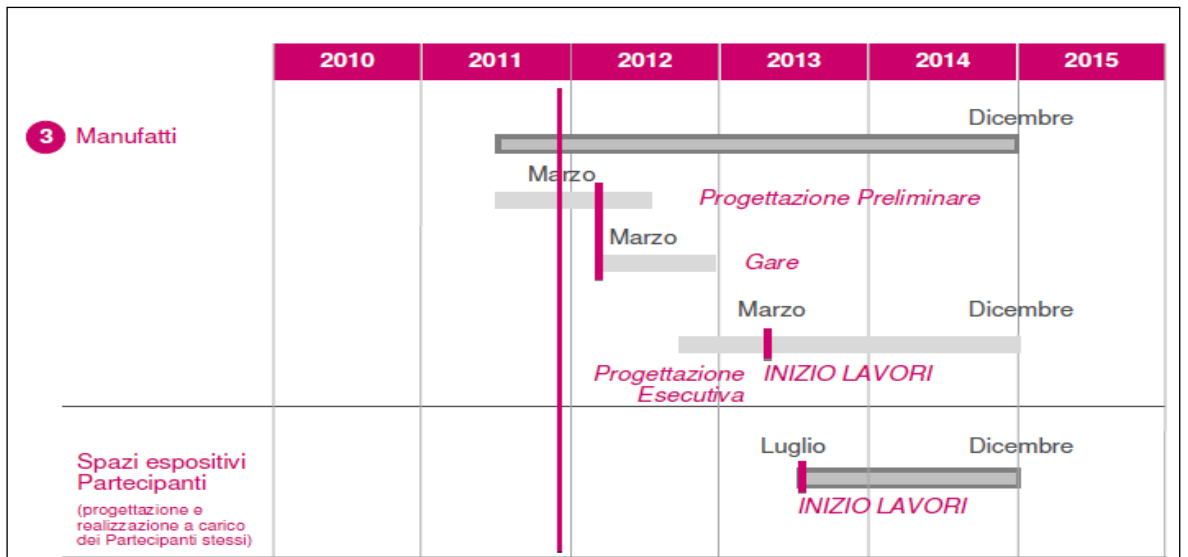 2010 2011 2012 2013 2014 2015
Dicembre
3 Manufatti
Marzo
Progettazione Preliminare
Marzo
Gare
Marzo Dicembre
Progettazione INIZIO LAVORI
Esecutiva
Luglio Dicembre
Spazi espositivi
Partecipanti
INIZIO LAVORI
(progettazione e
realizzazione a carico
dei Partecipanti stessi)